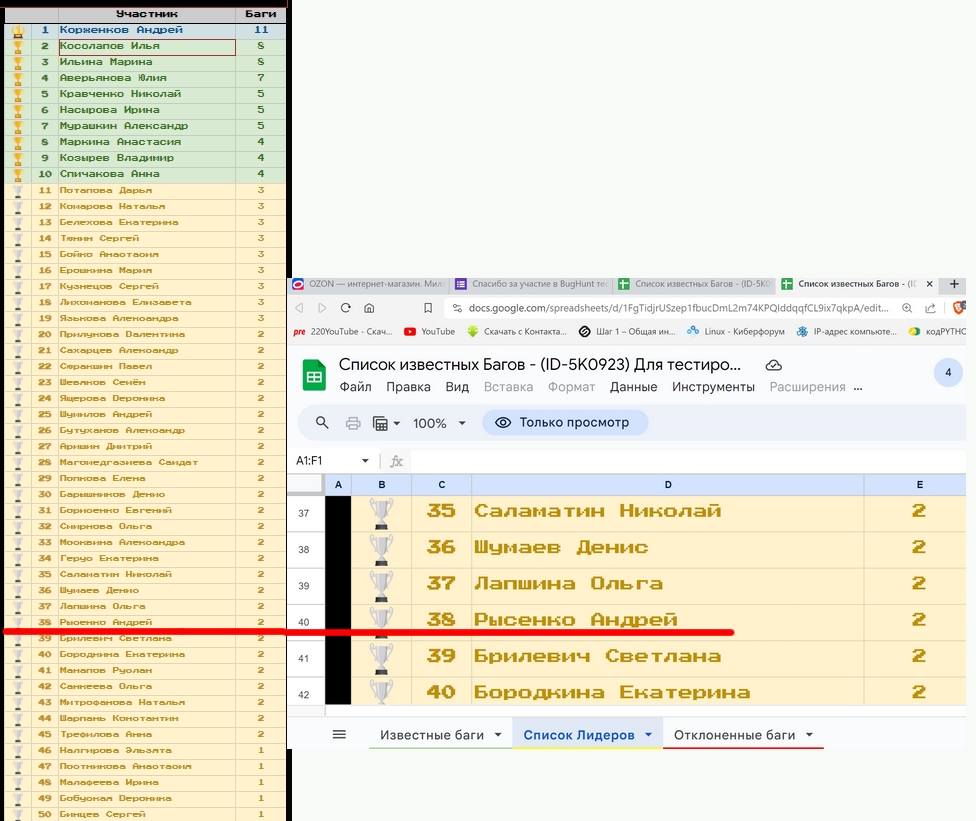 Участник Баги
1 Корженков Андрей 11
2 Косолапов Илья 8
3 Ильина Марина 8
4 Аверьянова Юлия 7
5 Кравченко Николай 5
6 Насырова Ирина 5
7 Мурашкин Александр 5
8 Маркина Анастасия 4
9 Козырев Владимир 4
10 Спичакова Анна 4
11 Потапова Дарья 3
12 Комарова Наталья 3
13 Белехова Екатерина 3
14 Тюнин Сергей 3
15 Бойко Анастасия 3
16 Ерошкина Мария 3
17 Кузнецов Сергей 3
18 Лихоманова Елизавета 3
19 Языкова Александра 3
20 Прилукова Валентина 2
21 Сахарцев Александр 2
22 Сюракшин Павел 2
23 Шевяков Семён 2
24 Ящерова Вероника 2
25 Шумилов Андрей 2
26 Бутуханов Александр 2
27 Аришин Дмитрий 2
28 Магомедгазиева Саидат 2
29 Попкова Елена 2
30 Барышников Денис 2
31 Борисенко Евгений 2
32 Смирнова Ольга 2
33 Москвина Александра 2
34 Герус Екатерина 2
35 Саламатин Николай 2
36 Шумаев Денис 2
37 Лапшина Ольга 2
38 Рысенко Андрей 2
39 Брилевич Светлана 2
40 Бородкина Екатерина 2
41 Манапов Руслан 2
42 Санкеева Ольга 2
43 Митрофанова Наталья 2
44 Шарпань Константин 2
45 Трефилова Анна 2
46 Налгирова Эльзята 1
47 Постникова Анастасия 1
48 Малафеева Ирина 1
49 Бобуокая Вероника 1
50 Бинцев Сергей 1
OZON — интернет-магазин. Мил Спасибо за участие в BugHunt те Список известных Багов - (ID-5K09 Список известных Багов - (ID
docs.google.com/spreadsheets/d/1FgTidjrUSzep1fbucDmL2m74KPQIddqqfCL9ix7qkpA/edit...
pre 220YouTube - Скач... YouTube Скачать с Контакта... Шаг 1 – Общая ин... Linux - Киберфорум IP-адрес компьюте... кодPYTHC
Список известных Багов - (ID-5K0923) Для тестиро...
4
Файл Правка Вид Вставка Формат Данные Инструменты Расширения ...
100% Только просмотр
A1:F1 fx
A B C D E
37 35 Саламатин Николай 2
38 36 Шумаев Денис 2
39 37 Лапшина Ольга 2
40 38 Рысенко Андрей 2
41 39 Брилевич Светлана 2
42 40 Бородкина Екатерина 2
Известные баги Список Лидеров Отклоненные баги